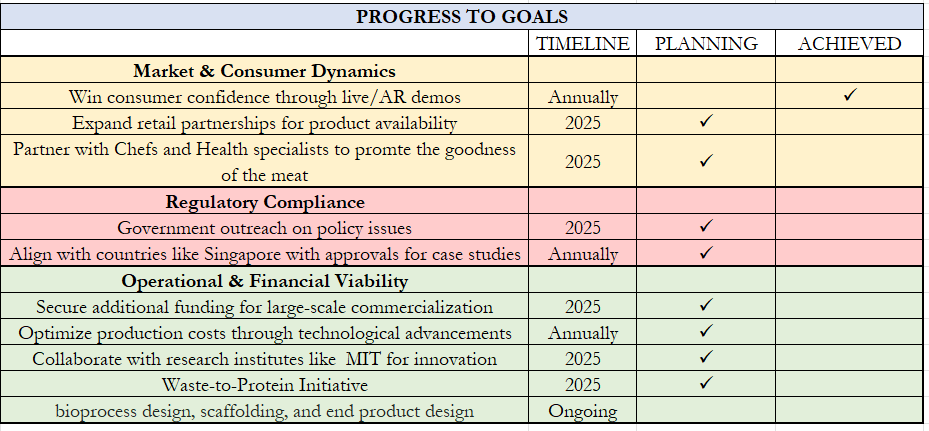 PROGRESS TO GOALS
TIMELINE PLANNING ACHIEVED
Market & Consumer Dynamics
Win consumer confidence through live/AR demos Annually ✓
Expand retail partnerships for product availability 2025 ✓
Partner with Chefs and Health specialists to promte the goodness
of the meat 2025 ✓
Regulatory Compliance
Government outreach on policy issues 2025 ✓
Align with countries like Singapore with approvals for case studies Annually ✓
Operational & Financial Viability
Secure additional funding for large-scale commercialization 2025 ✓
Optimize production costs through technological advancements Annually ✓
Collaborate with research institutes like MIT for innovation 2025 ✓
Waste-to-Protein Initiative 2025 ✓
bioprocess design, scaffolding, and end product design Ongoing